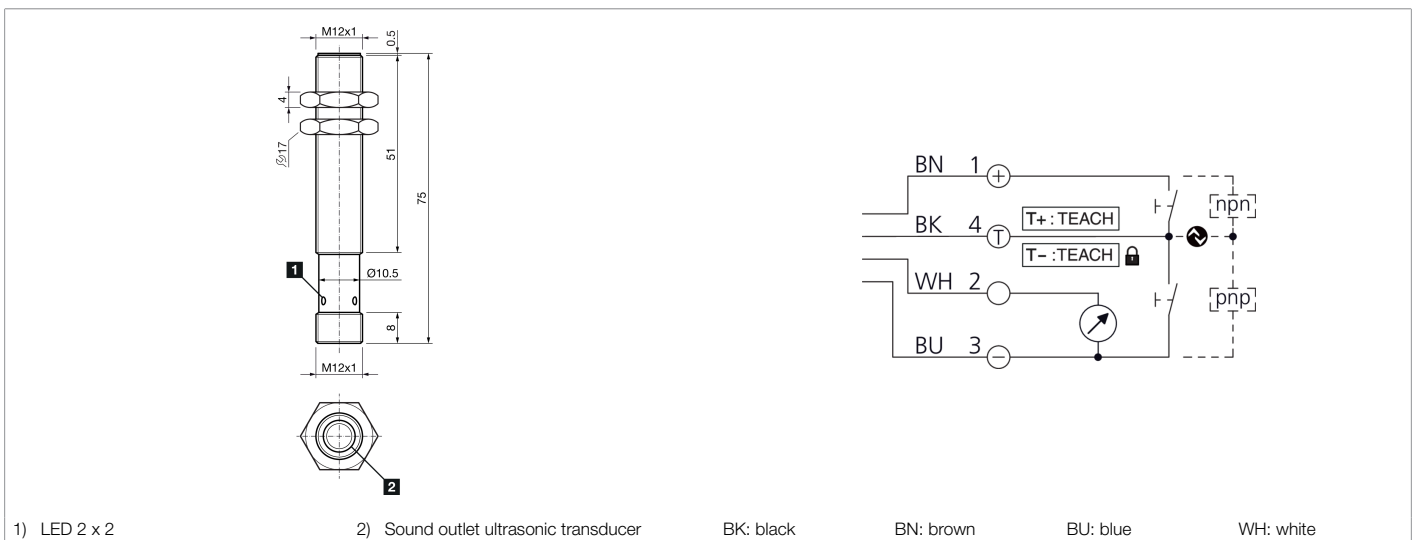 M12x1
0.5
4
17
51
75
1
Ø10.5
8
M12x1
2
BN 1 +
BK 4 T
T+ : TEACH
T– : TEACH
WH 2
BU 3 –
npn
pnp
1) LED 2 x 2
2) Sound outlet ultrasonic transducer
BK: black
BN: brown
BU: blue
WH: white